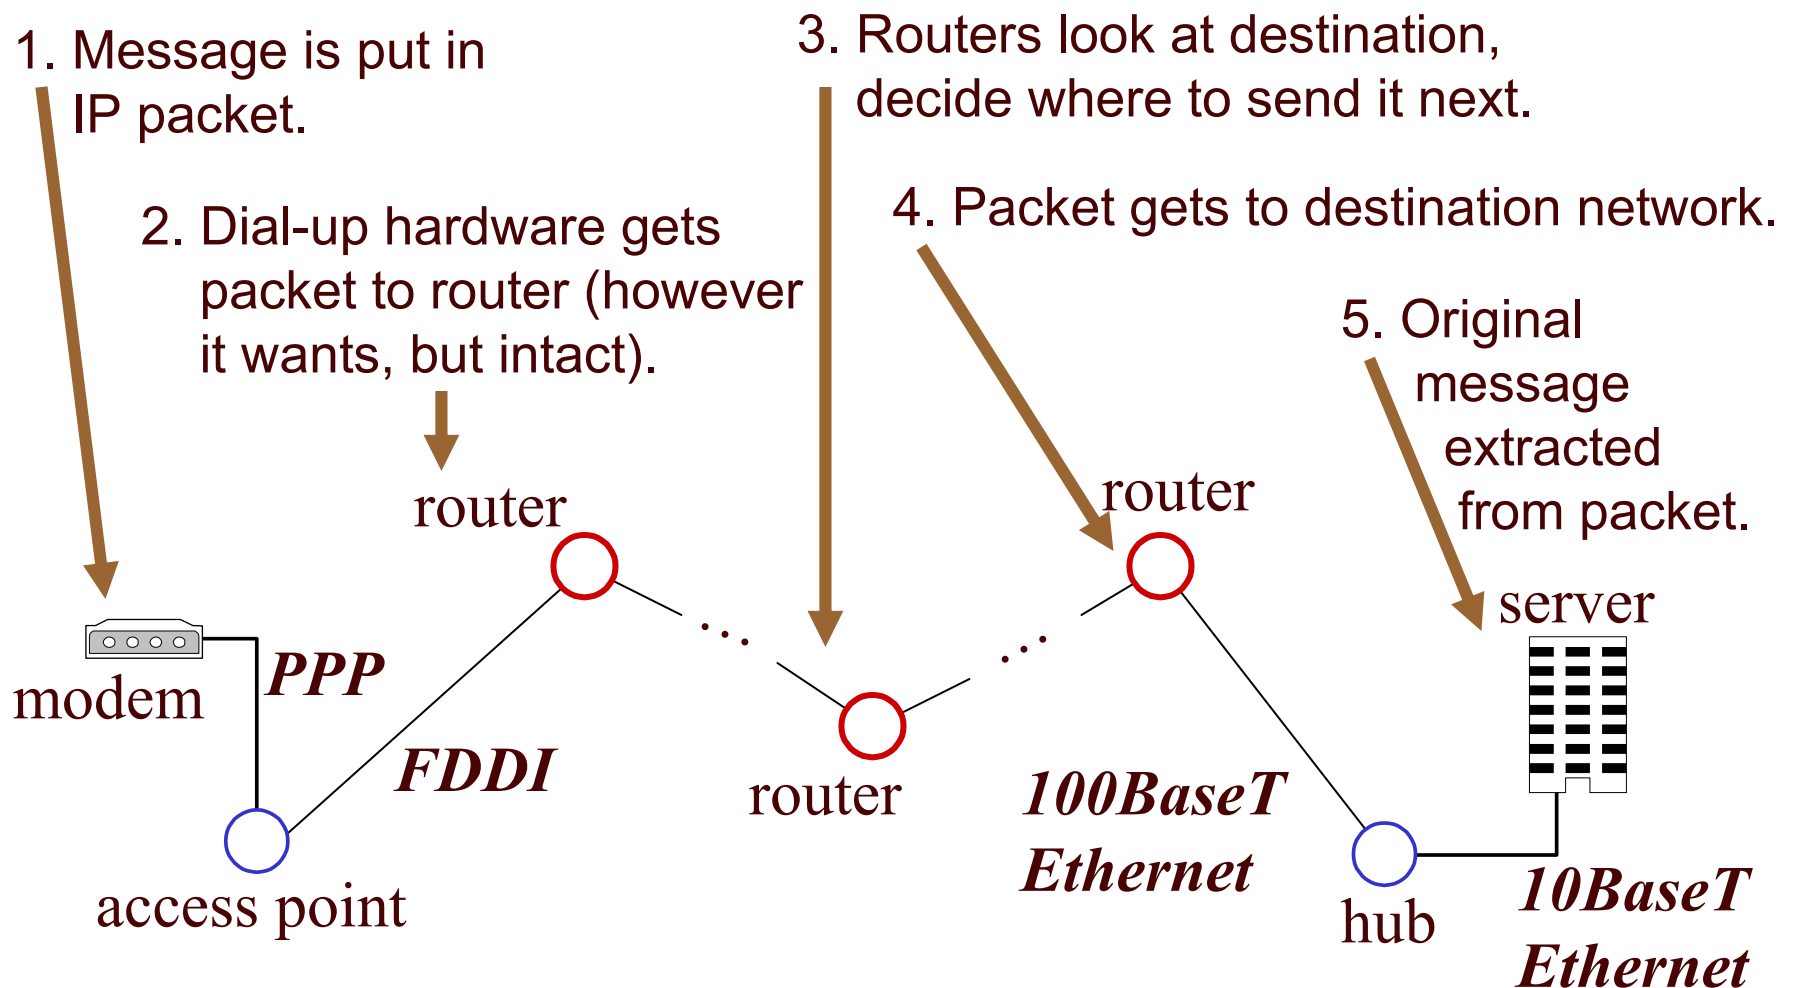 1. Message is put in
IP packet.
2. Dial-up hardware gets
packet to router (however
it wants, but intact).
3. Routers look at destination,
decide where to send it next.
4. Packet gets to destination network.
5. Original
message
extracted
from packet.
router
router
server
modem
PPP
FDDI
router
100BaseT
Ethernet
access point
hub
10BaseT
Ethernet